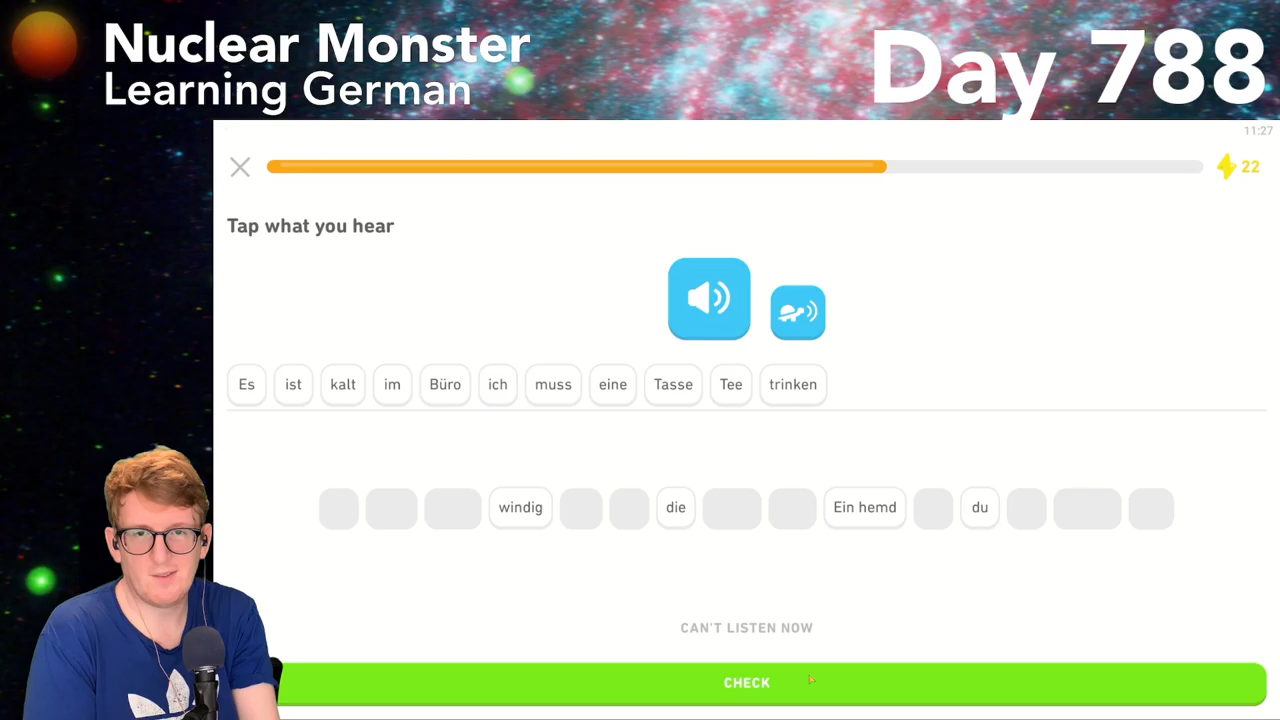 Nuclear Monster
Learning German
Day 788
11:27
22
Tap what you hear
Es ist kalt im Büro ich muss eine Tasse Tee trinken
windig die Ein hemd du
CAN'T LISTEN NOW
CHECK